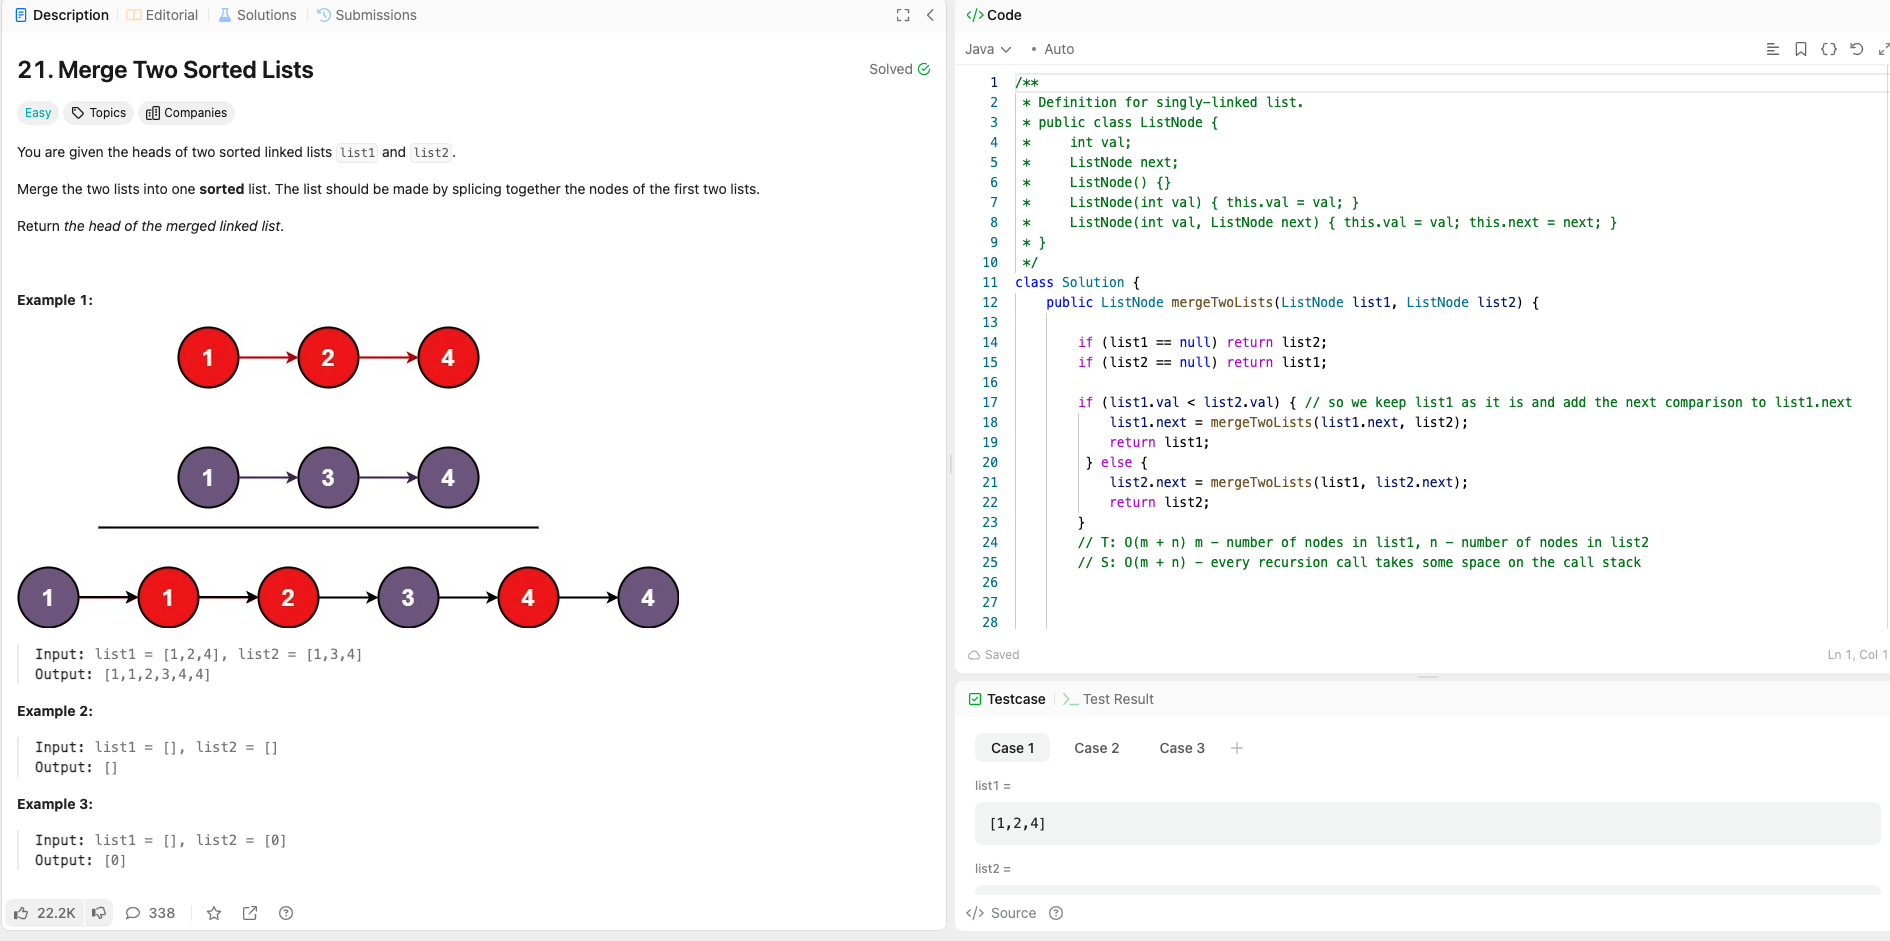 Description Editorial Solutions Submissions
21. Merge Two Sorted Lists
Solved
Easy Topics Companies
You are given the heads of two sorted linked lists list1 and list2.
Merge the two lists into one sorted list. The list should be made by splicing together the nodes of the first two lists.
Return the head of the merged linked list.
Example 1:
1 2 4
1 3 4
1 1 2 3 4 4
Input: list1 = [1,2,4], list2 = [1,3,4]
Output: [1,1,2,3,4,4]
Example 2:
Input: list1 = [], list2 = []
Output: []
Example 3:
Input: list1 = [], list2 = [0]
Output: [0]
22.2K 338
</> Code
Java Auto
1 /**
2  * Definition for singly-linked list.
3  * public class ListNode {
4  *     int val;
5  *     ListNode next;
6  *     ListNode() {}
7  *     ListNode(int val) { this.val = val; }
8  *     ListNode(int val, ListNode next) { this.val = val; this.next = next; }
9  * }
10  */
11 class Solution {
12     public ListNode mergeTwoLists(ListNode list1, ListNode list2) {
13
14         if (list1 == null) return list2;
15         if (list2 == null) return list1;
16
17         if (list1.val < list2.val) { // so we keep list1 as it is and add the next comparison to list1.next
18             list1.next = mergeTwoLists(list1.next, list2);
19             return list1;
20          } else {
21             list2.next = mergeTwoLists(list1, list2.next);
22             return list2;
23         }
24         // T: O(m + n) m - number of nodes in list1, n - number of nodes in list2
25         // S: O(m + n) - every recursion call takes some space on the call stack
26
27
28
Saved Ln 1, Col 1
Testcase >_ Test Result
Case 1 Case 2 Case 3 +
list1 =
[1,2,4]
list2 =
</> Source